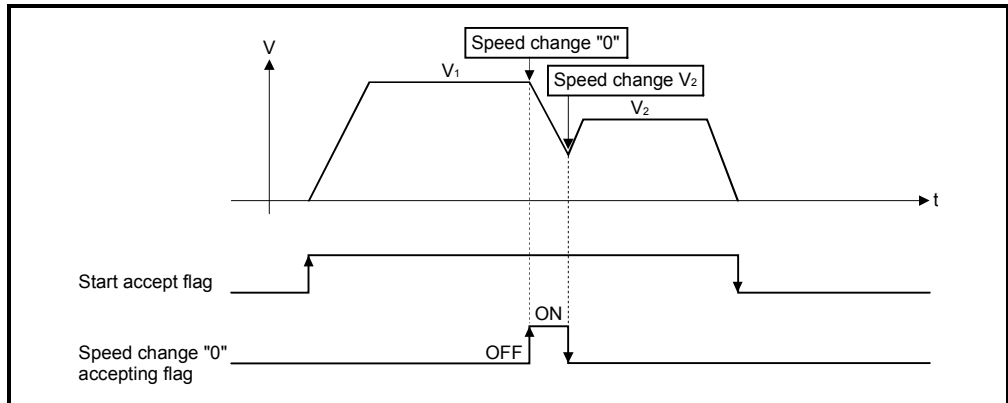 Speed change "0"
V
V1
Speed change V2
V2
t
Start accept flag
ON
OFF
Speed change "0"
accepting flag